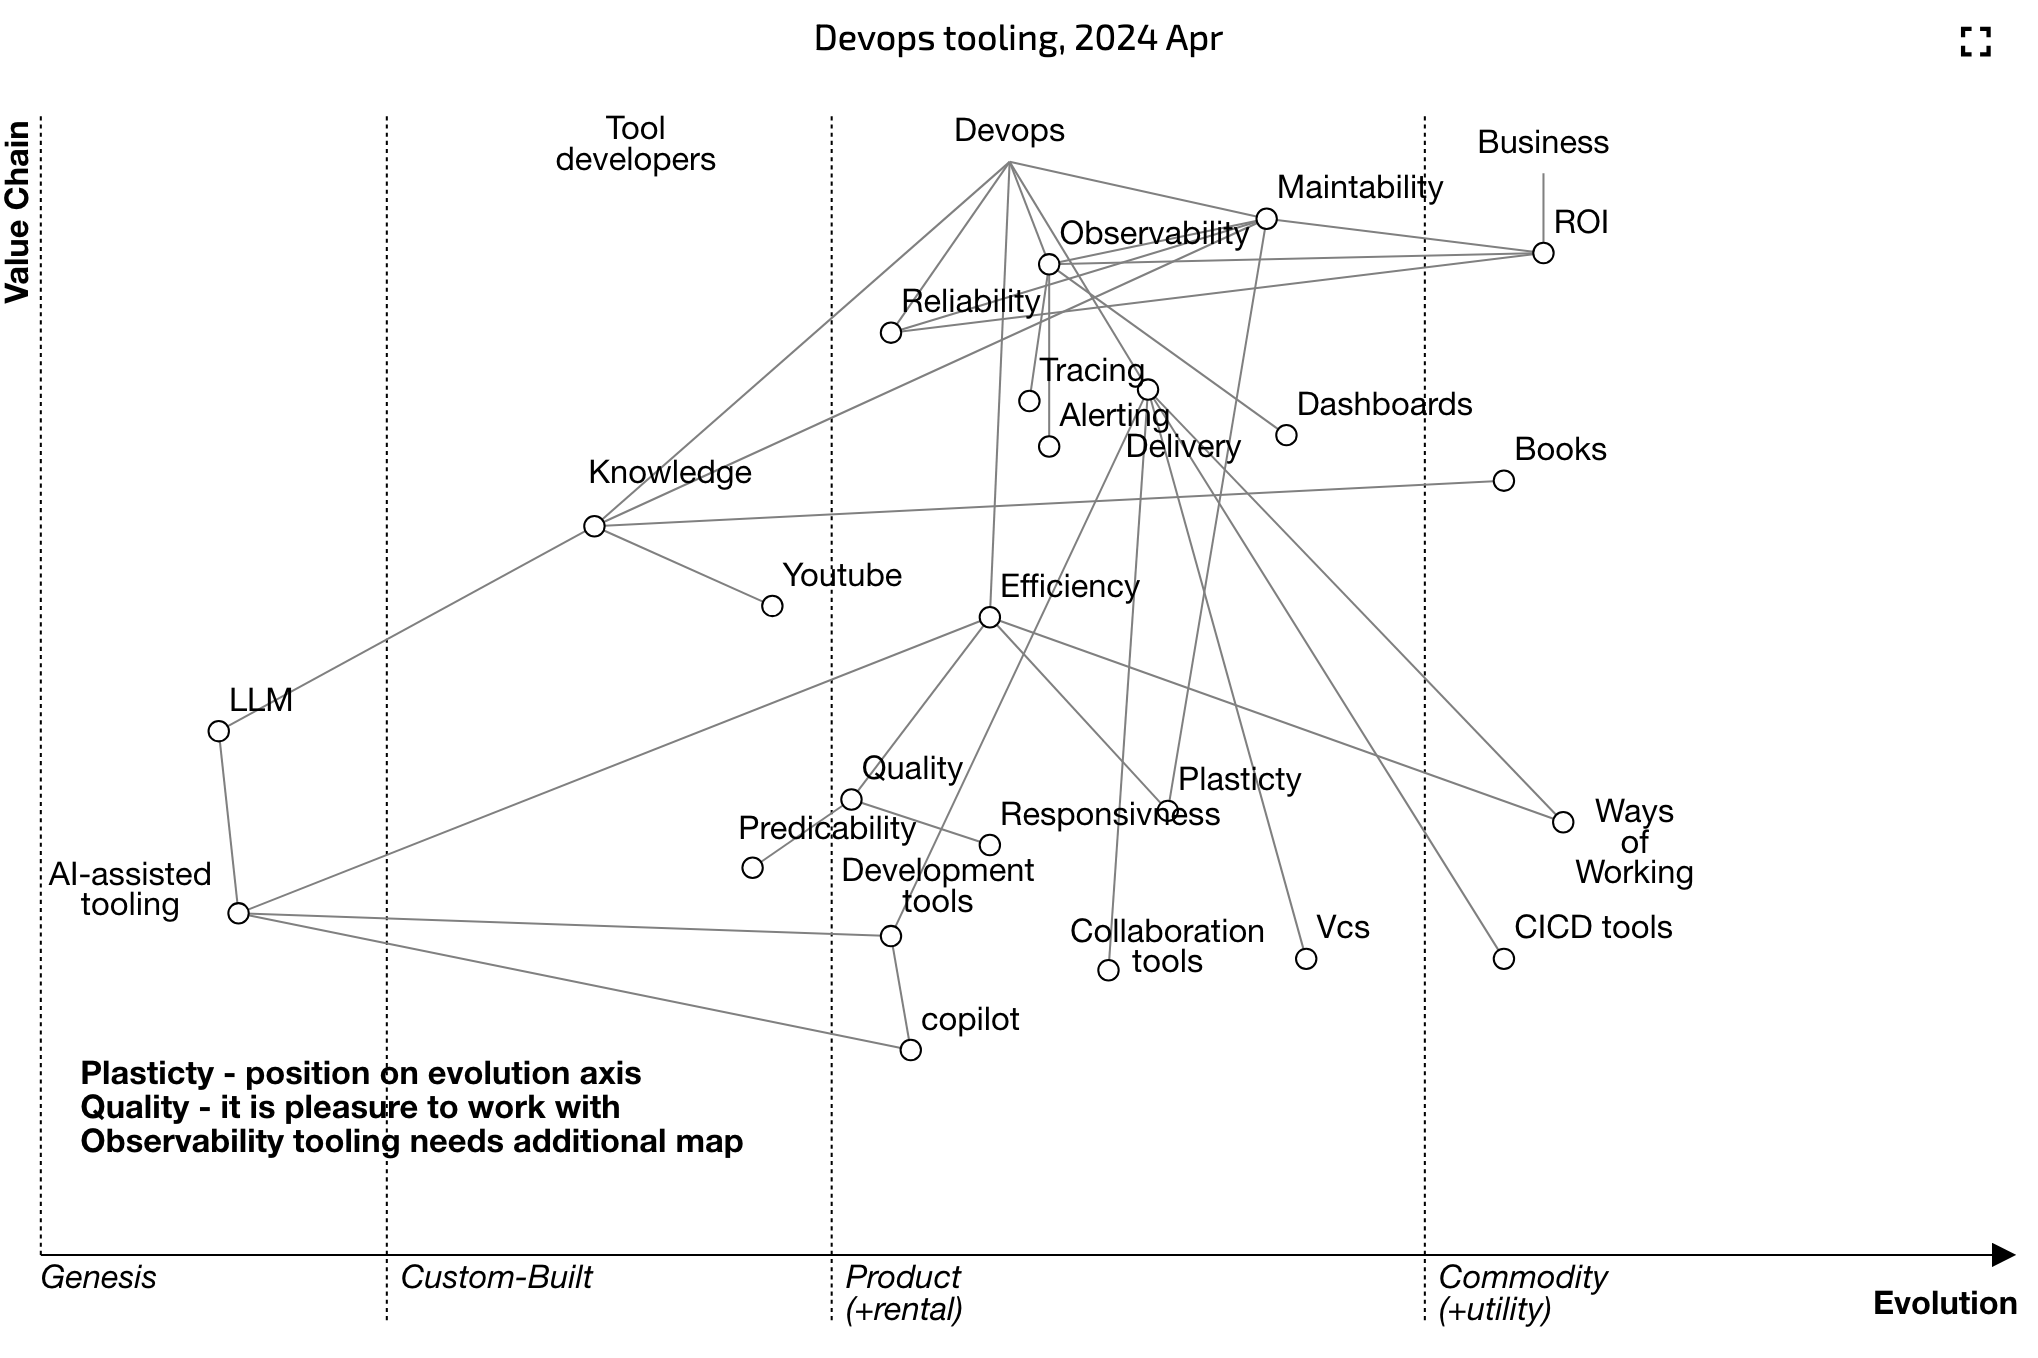 Devops tooling, 2024 Apr
Value Chain
Tool
developers
Devops
Business
Maintability
ROI
Observability
Reliability
Tracing
Alerting
Delivery
Dashboards
Books
Knowledge
Youtube
Efficiency
LLM
Quality
Plasticty
Predicability
Responsivness
Ways
of
Working
AI-assisted
tooling
Development
tools
Collaboration
tools
Vcs
CICD tools
copilot
Plasticty - position on evolution axis
Quality - it is pleasure to work with
Observability tooling needs additional map
Genesis
Custom-Built
Product
(+rental)
Commodity
(+utility)
Evolution